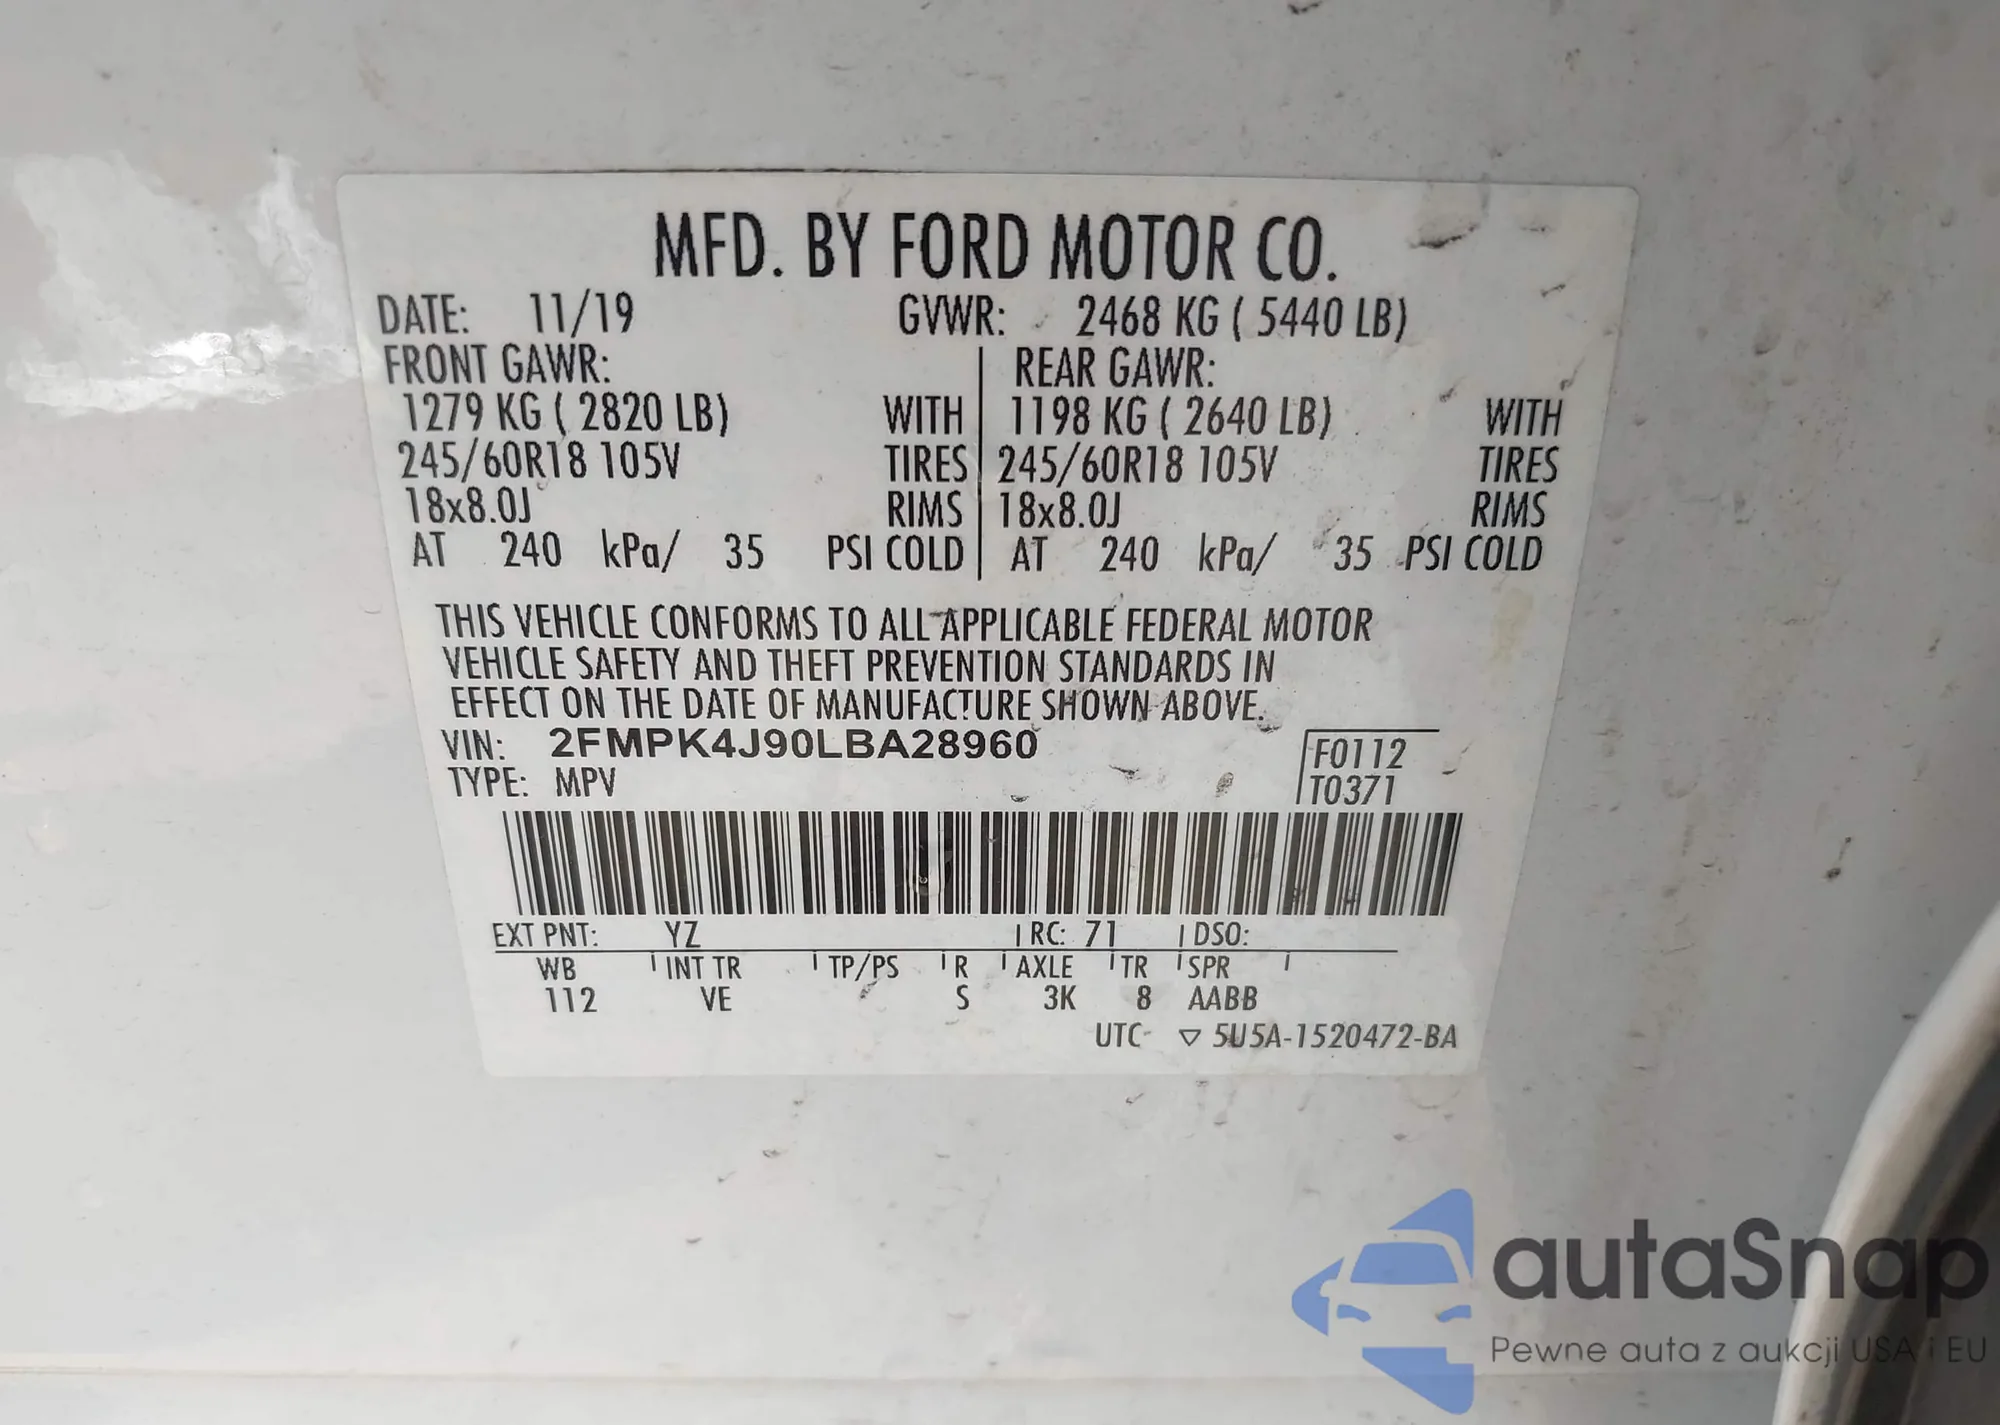 MFD. BY FORD MOTOR CO.
DATE: 11/19 GVWR: 2468 KG ( 5440 LB)
FRONT GAWR: REAR GAWR:
1279 KG ( 2820 LB) WITH 1198 KG ( 2640 LB) WITH
245/60R18 105V TIRES 245/60R18 105V TIRES
18x8.0J RIMS 18x8.0J RIMS
AT 240 kPa/ 35 PSI COLD AT 240 kPa/ 35 PSI COLD
THIS VEHICLE CONFORMS TO ALL APPLICABLE FEDERAL MOTOR
VEHICLE SAFETY AND THEFT PREVENTION STANDARDS IN
EFFECT ON THE DATE OF MANUFACTURE SHOWN ABOVE.
VIN: 2FMPK4J90LBA28960 F0112
TYPE: MPV T0371
EXT PNT: YZ RC: 71 DSO:
WB INT TR TP/PS R AXLE TR SPR
112 VE S 3K 8 AABB
UTC ▽ 5U5A-1520472-BA
autaSnap
Pewne auta z aukcji USA i EU